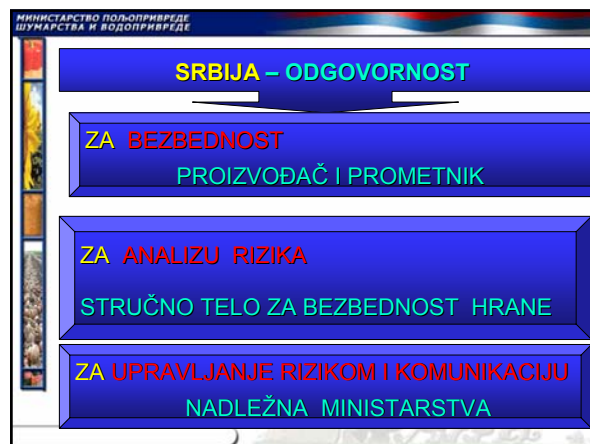 МИНИСТАРСТВО ПОЉОПРИВРЕДЕ
ШУМАРСТВА И ВОДОПРИВРЕДЕ
SRBIJA – ODGOVORNOST
ZA BEZBEDNOST
PROIZVOĐAČ I PROMETNIK
ZA ANALIZU RIZIKA
STRUČNO TELO ZA BEZBEDNOST HRANE
ZA UPRAVLJANJE RIZIKOM I KOMUNIKACIJU
NADLEŽNA MINISTARSTVA